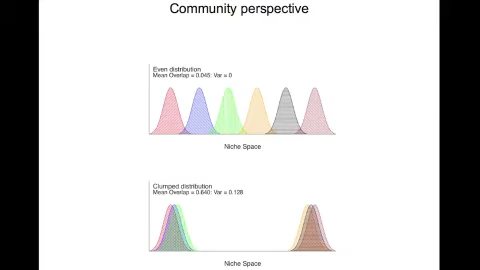 Community perspective
Even distribution
Mean Overlap = 0.045: Var = 0
Niche Space
Clumped distribution
Mean Overlap = 0.640: Var = 0.128
Niche Space